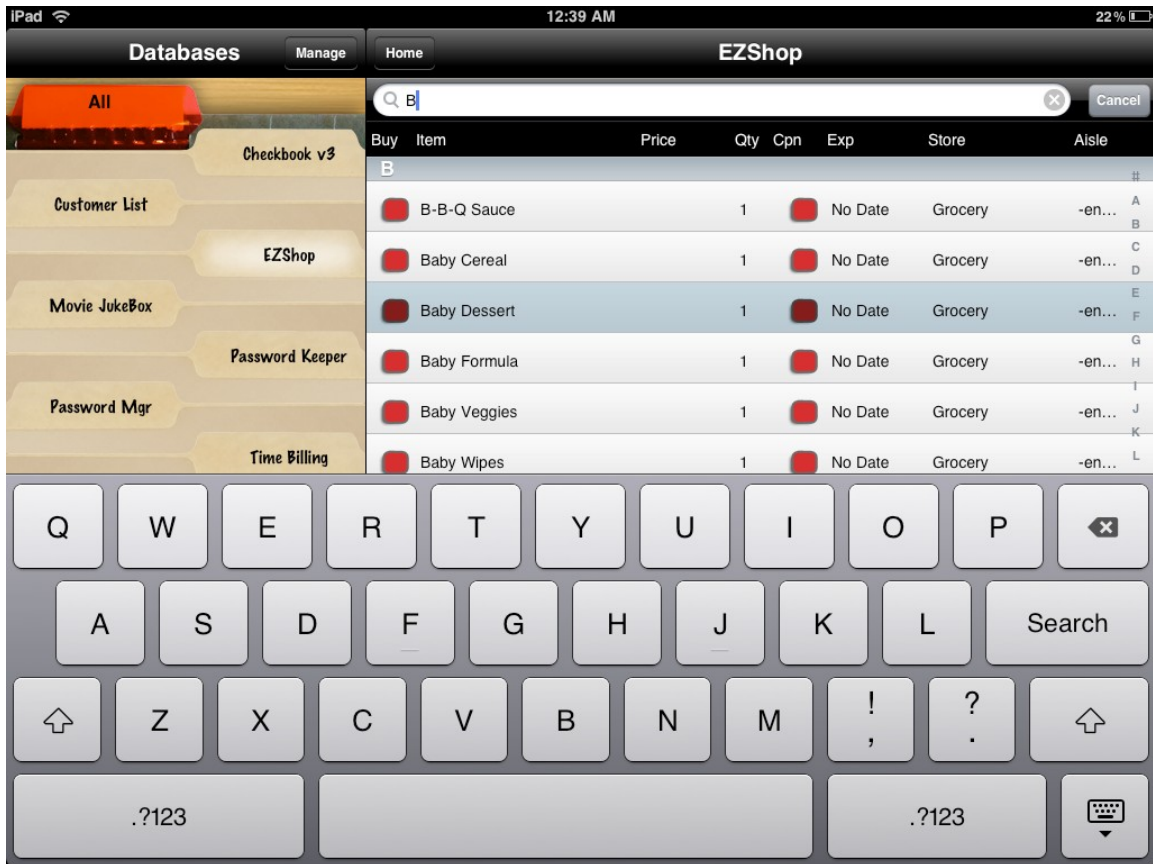 iPad 12:39 AM 22%
Databases Manage Home EZShop
All
Checkbook v3
Customer List
EZShop
Movie JukeBox
Password Keeper
Password Mgr
Time Billing
B Cancel
Buy Item Price Qty Cpn Exp Store Aisle
B
B-B-Q Sauce 1 No Date Grocery -en...
Baby Cereal 1 No Date Grocery -en...
Baby Dessert 1 No Date Grocery -en...
Baby Formula 1 No Date Grocery -en...
Baby Veggies 1 No Date Grocery -en...
Baby Wipes 1 No Date Grocery -en...
#
A
B
C
D
E
F
G
H
I
J
K
L
Q W E R T Y U I O P
A S D F G H J K L Search
Z X C V B N M ! , ? .
.?123 .?123